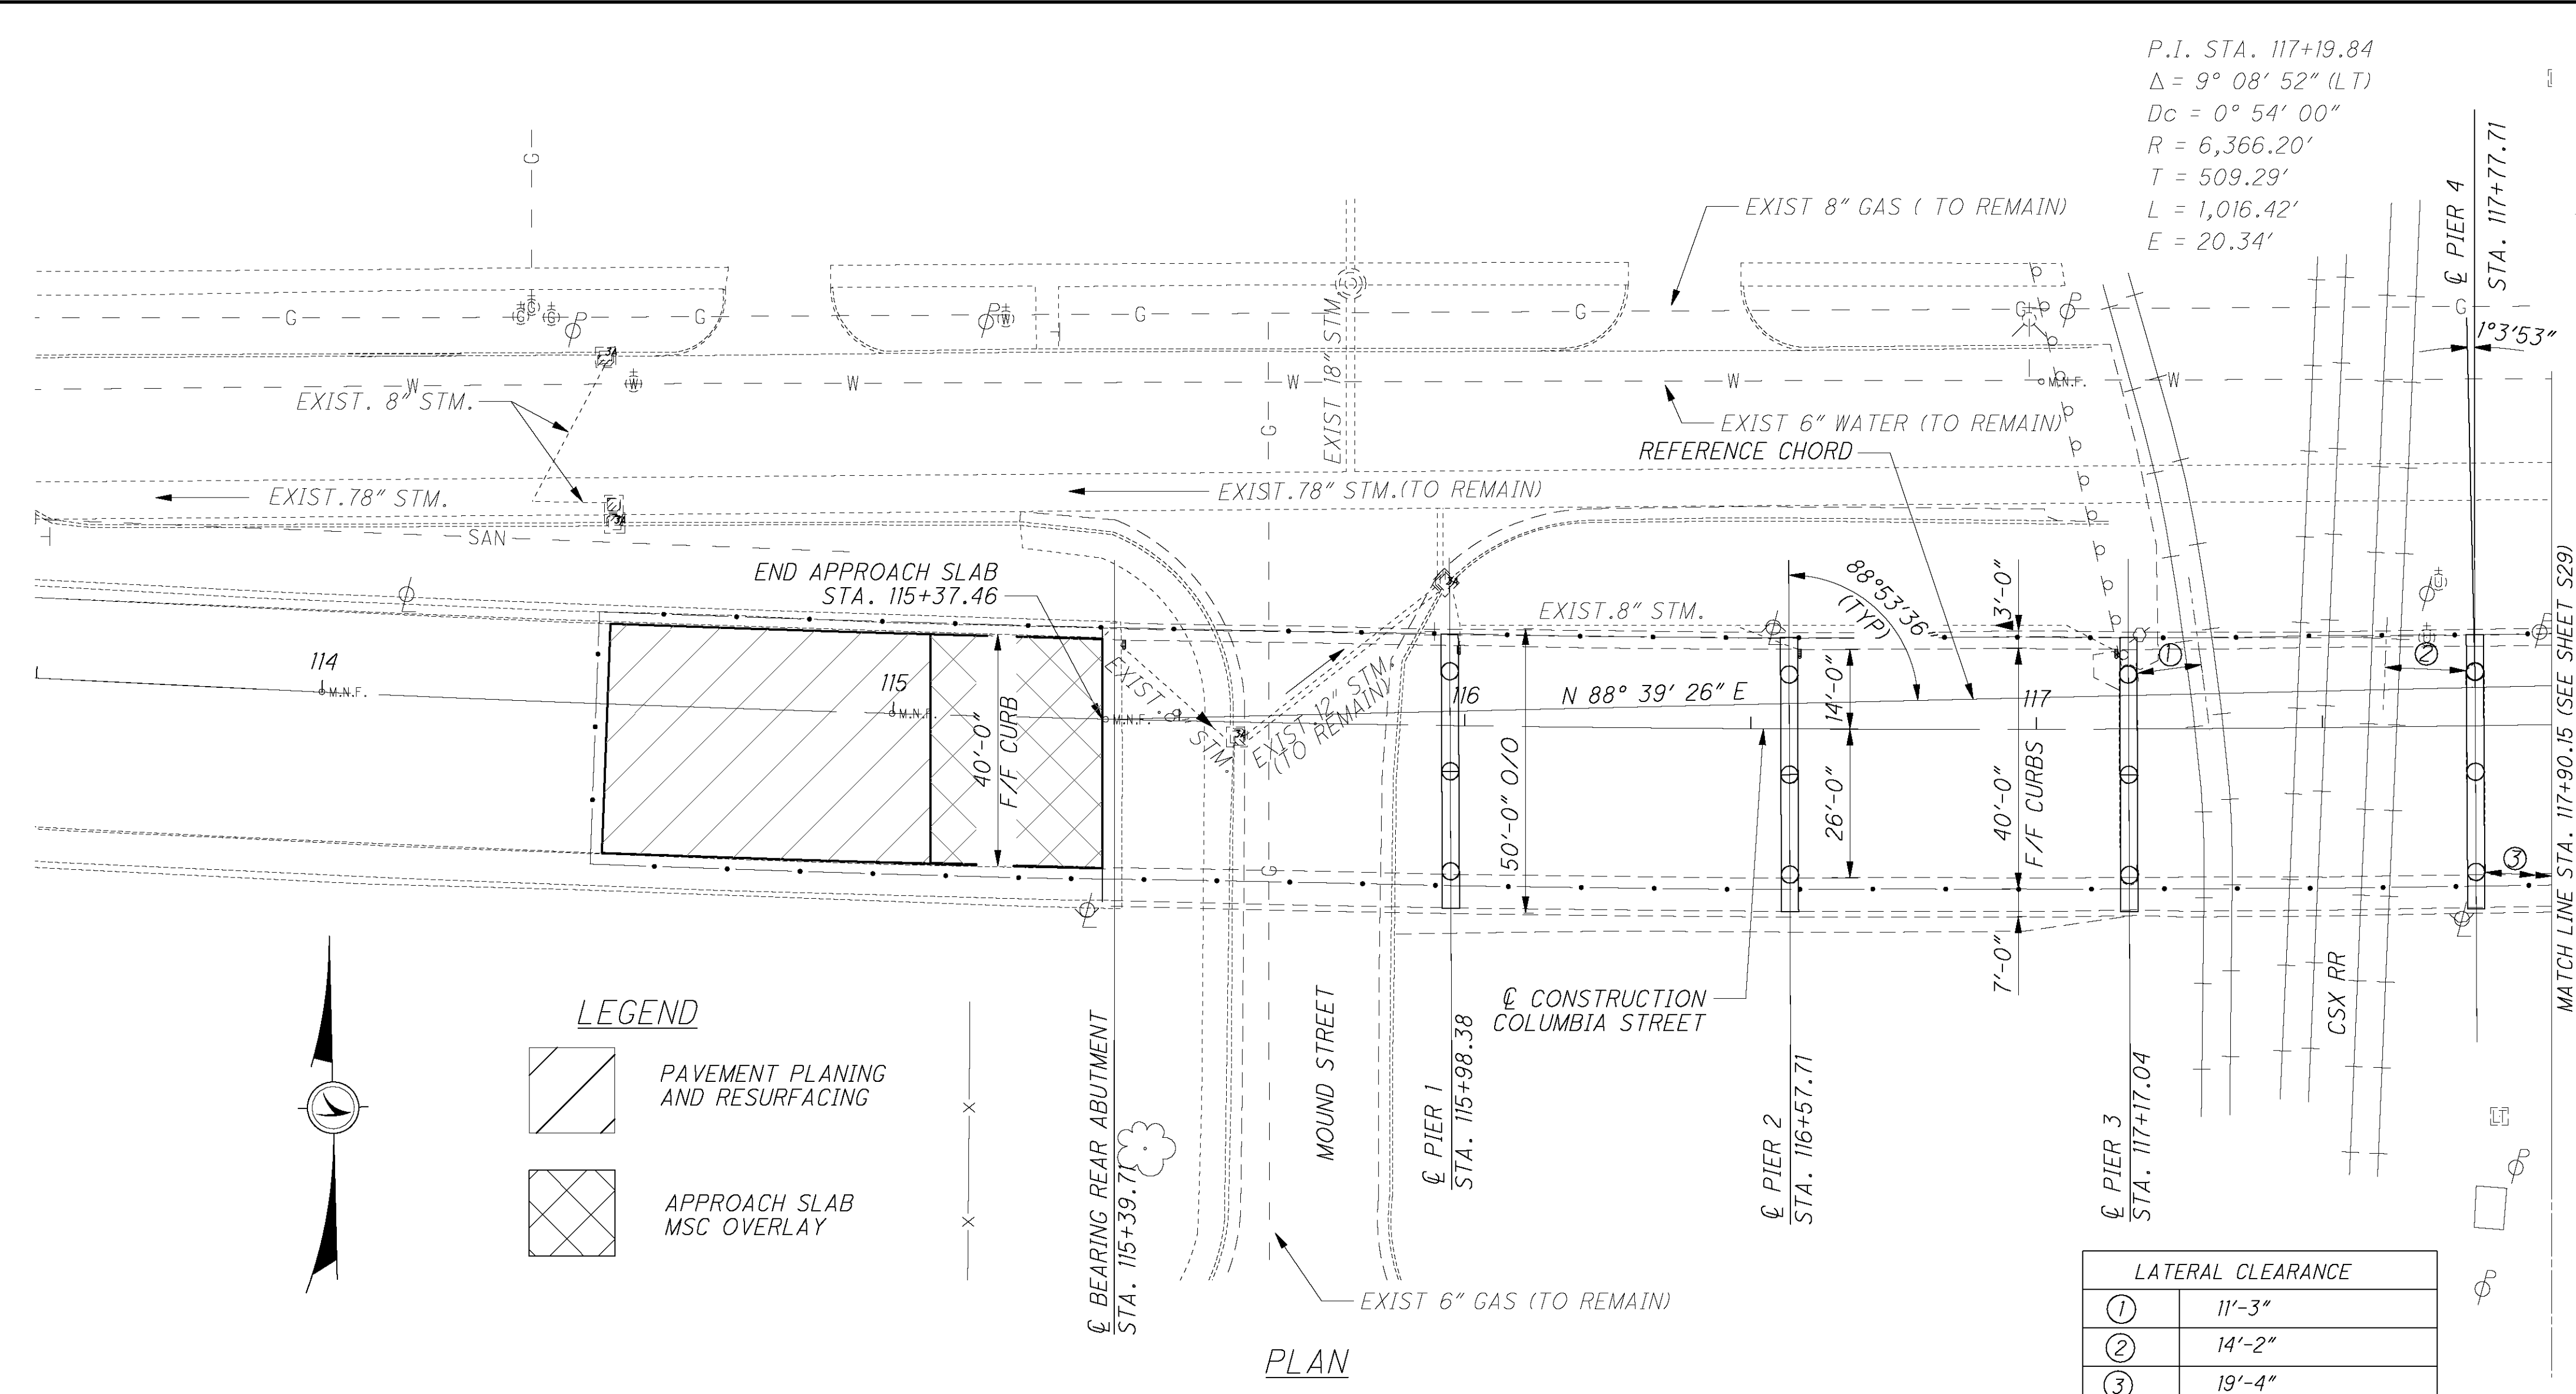 P.I. STA. 117+19.84
Δ = 9° 08' 52" (LT)
Dc = 0° 54' 00"
R = 6,366.20'
T = 509.29'
L = 1,016.42'
E = 20.34'
℄ PIER 4
STA. 117+77.71
1°3'53"
EXIST 8" GAS ( TO REMAIN)
G
G
G
G
G
G
G
W
W
W
W
W
EXIST. 8" STM.
EXIST 18" STM.
G
EXIST 6" WATER (TO REMAIN)
M.N.F.
REFERENCE CHORD
EXIST.78" STM.
EXIST.78" STM.(TO REMAIN)
SAN
END APPROACH SLAB
STA. 115+37.46
EXIST.8" STM.
88°53'36"
(TYP)
3'-0"
114
M.N.F.
115
M.N.F.
M.N.F.
40'-0"
F/F CURB
EXIST. 8"
STM.
EXIST.12" STM.
(TO REMAIN)
116
N 88° 39' 26" E
117
14'-0"
26'-0"
50'-0" O/O
40'-0"
F/F CURBS
7'-0"
1
2
3
G
MATCH LINE STA. 117+90.15 (SEE SHEET S29)
CSX RR
℄ CONSTRUCTION
COLUMBIA STREET
MOUND STREET
℄ BEARING REAR ABUTMENT
STA. 115+39.71
℄ PIER 1
STA. 115+98.38
℄ PIER 2
STA. 116+57.71
℄ PIER 3
STA. 117+17.04
LEGEND
PAVEMENT PLANING
AND RESURFACING
APPROACH SLAB
MSC OVERLAY
X
X
LT
EXIST 6" GAS (TO REMAIN)
PLAN
LATERAL CLEARANCE
1 11'-3"
2 14'-2"
3 19'-4"